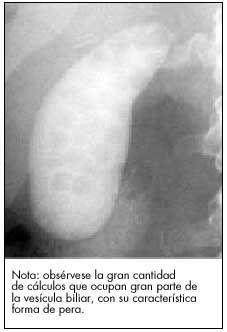 Nota: obsérvese la gran cantidad
de cálculos que ocupan gran parte de
la vesícula biliar, con su característica
forma de pera.